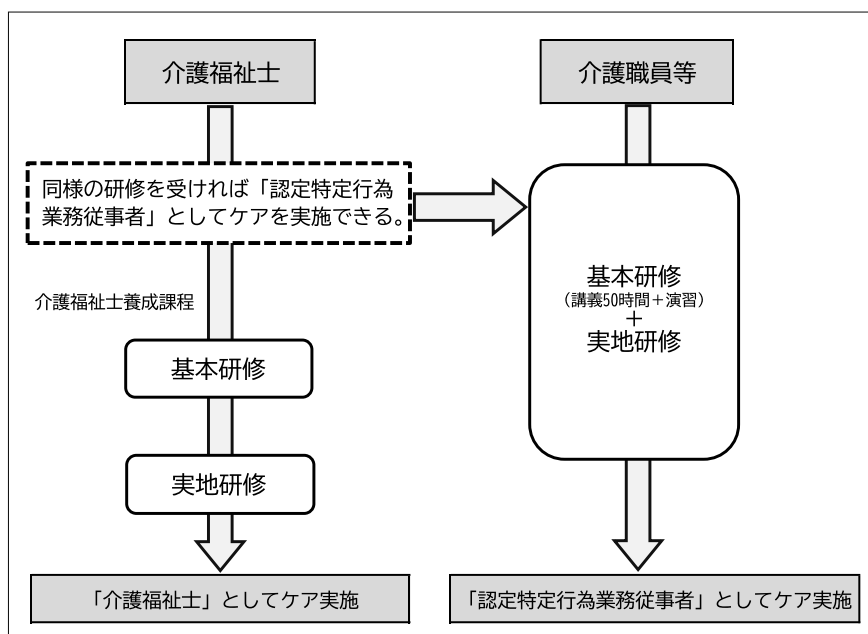 介護福祉士
介護職員等
同様の研修を受ければ「認定特定行為
業務従事者」としてケアを実施できる。
介護福祉士養成課程
基本研修
実地研修
基本研修
（講義50時間＋演習）
＋
実地研修
「介護福祉士」としてケア実施
「認定特定行為業務従事者」としてケア実施